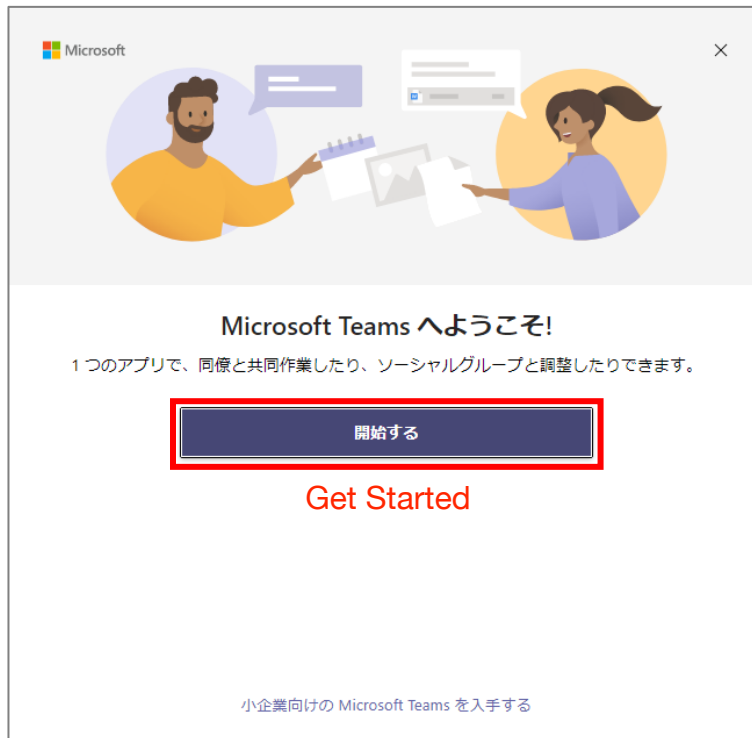 Microsoft
Microsoft Teams へようこそ!
1 つのアプリで、同僚と共同作業したり、ソーシャルグループと調整したりできます。
開始する
Get Started
小企業向けの Microsoft Teams を入手する